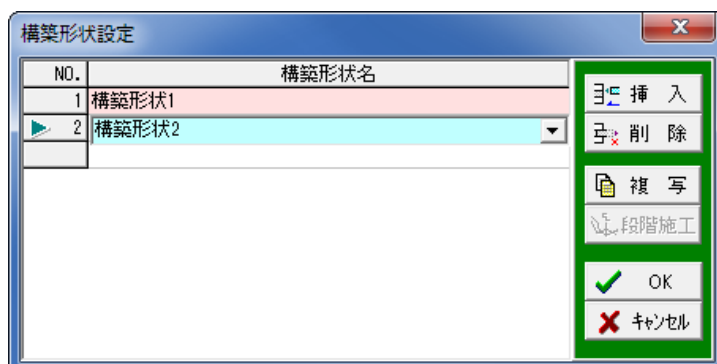 構築形状設定
NO. 構築形状名
1 構築形状1
2 構築形状2
挿 入
削 除
複 写
段階施工
OK
キャンセル